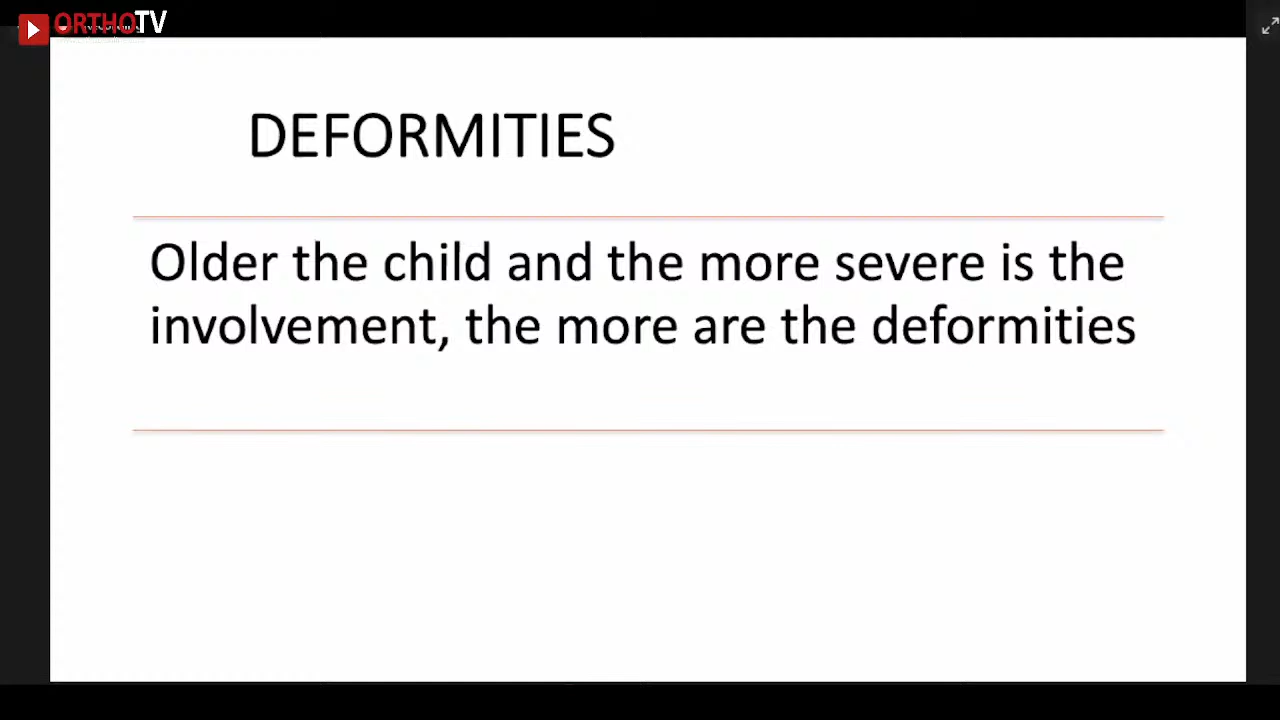 ORTHOTV
DEFORMITIES
Older the child and the more severe is the
involvement, the more are the deformities